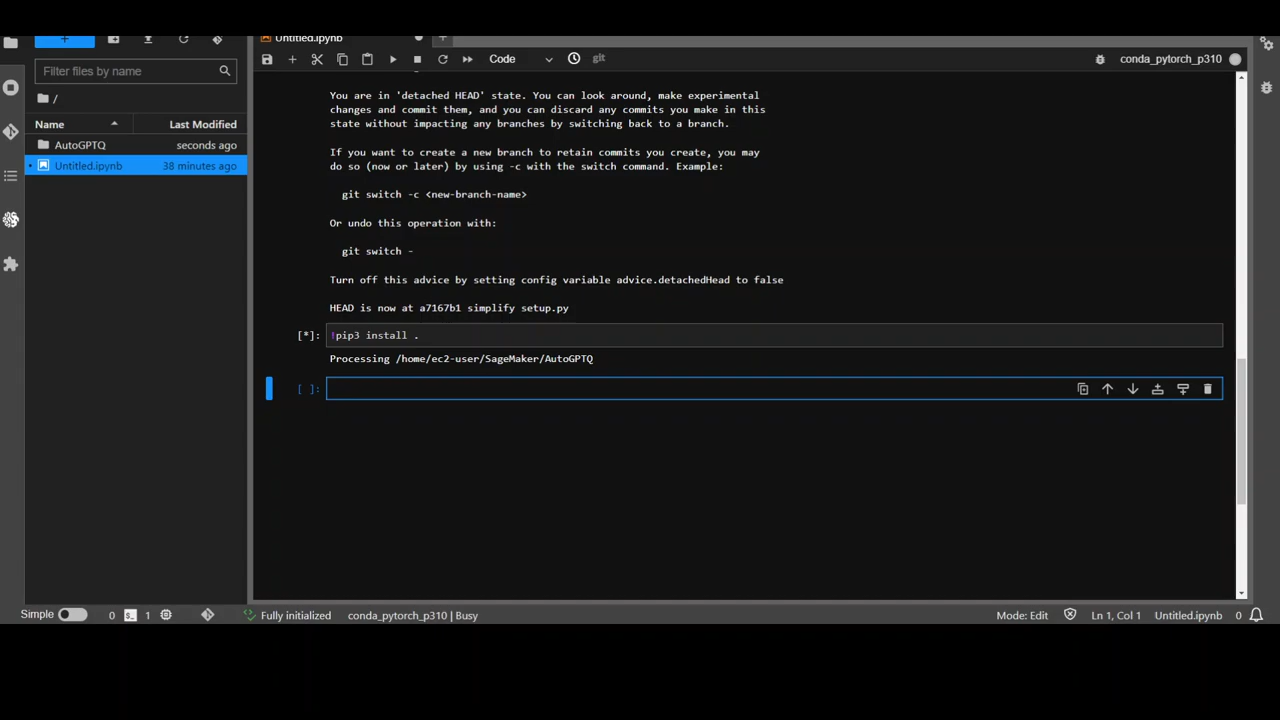 Untitled.ipynb
Code
git
conda_pytorch_p310
Filter files by name
/
Name
Last Modified
AutoGPTQ
seconds ago
Untitled.ipynb
38 minutes ago
You are in 'detached HEAD' state. You can look around, make experimental
changes and commit them, and you can discard any commits you make in this
state without impacting any branches by switching back to a branch.
If you want to create a new branch to retain commits you create, you may
do so (now or later) by using -c with the switch command. Example:
git switch -c <new-branch-name>
Or undo this operation with:
git switch -
Turn off this advice by setting config variable advice.detachedHead to false
HEAD is now at a7167b1 simplify setup.py
[*]: !pip3 install .
Processing /home/ec2-user/SageMaker/AutoGPTQ
[ ]:
Simple 0 1 Fully initialized conda_pytorch_p310 | Busy Mode: Edit Ln 1, Col 1 Untitled.ipynb 0